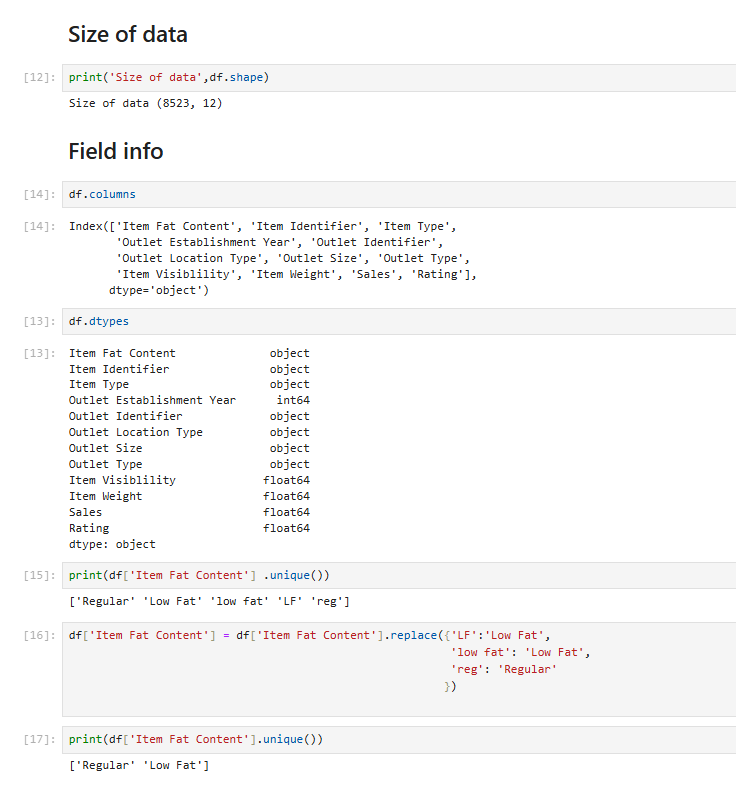 Size of data
[12]: print('Size of data',df.shape)
Size of data (8523, 12)
Field info
[14]: df.columns
[14]: Index(['Item Fat Content', 'Item Identifier', 'Item Type',
'Outlet Establishment Year', 'Outlet Identifier',
'Outlet Location Type', 'Outlet Size', 'Outlet Type',
'Item Visiblility', 'Item Weight', 'Sales', 'Rating'],
dtype='object')
[13]: df.dtypes
[13]: Item Fat Content object
Item Identifier object
Item Type object
Outlet Establishment Year int64
Outlet Identifier object
Outlet Location Type object
Outlet Size object
Outlet Type object
Item Visiblility float64
Item Weight float64
Sales float64
Rating float64
dtype: object
[15]: print(df['Item Fat Content'] .unique())
['Regular' 'Low Fat' 'low fat' 'LF' 'reg']
[16]: df['Item Fat Content'] = df['Item Fat Content'].replace({'LF':'Low Fat',
'low fat': 'Low Fat',
'reg': 'Regular'
})
[17]: print(df['Item Fat Content'].unique())
['Regular' 'Low Fat']